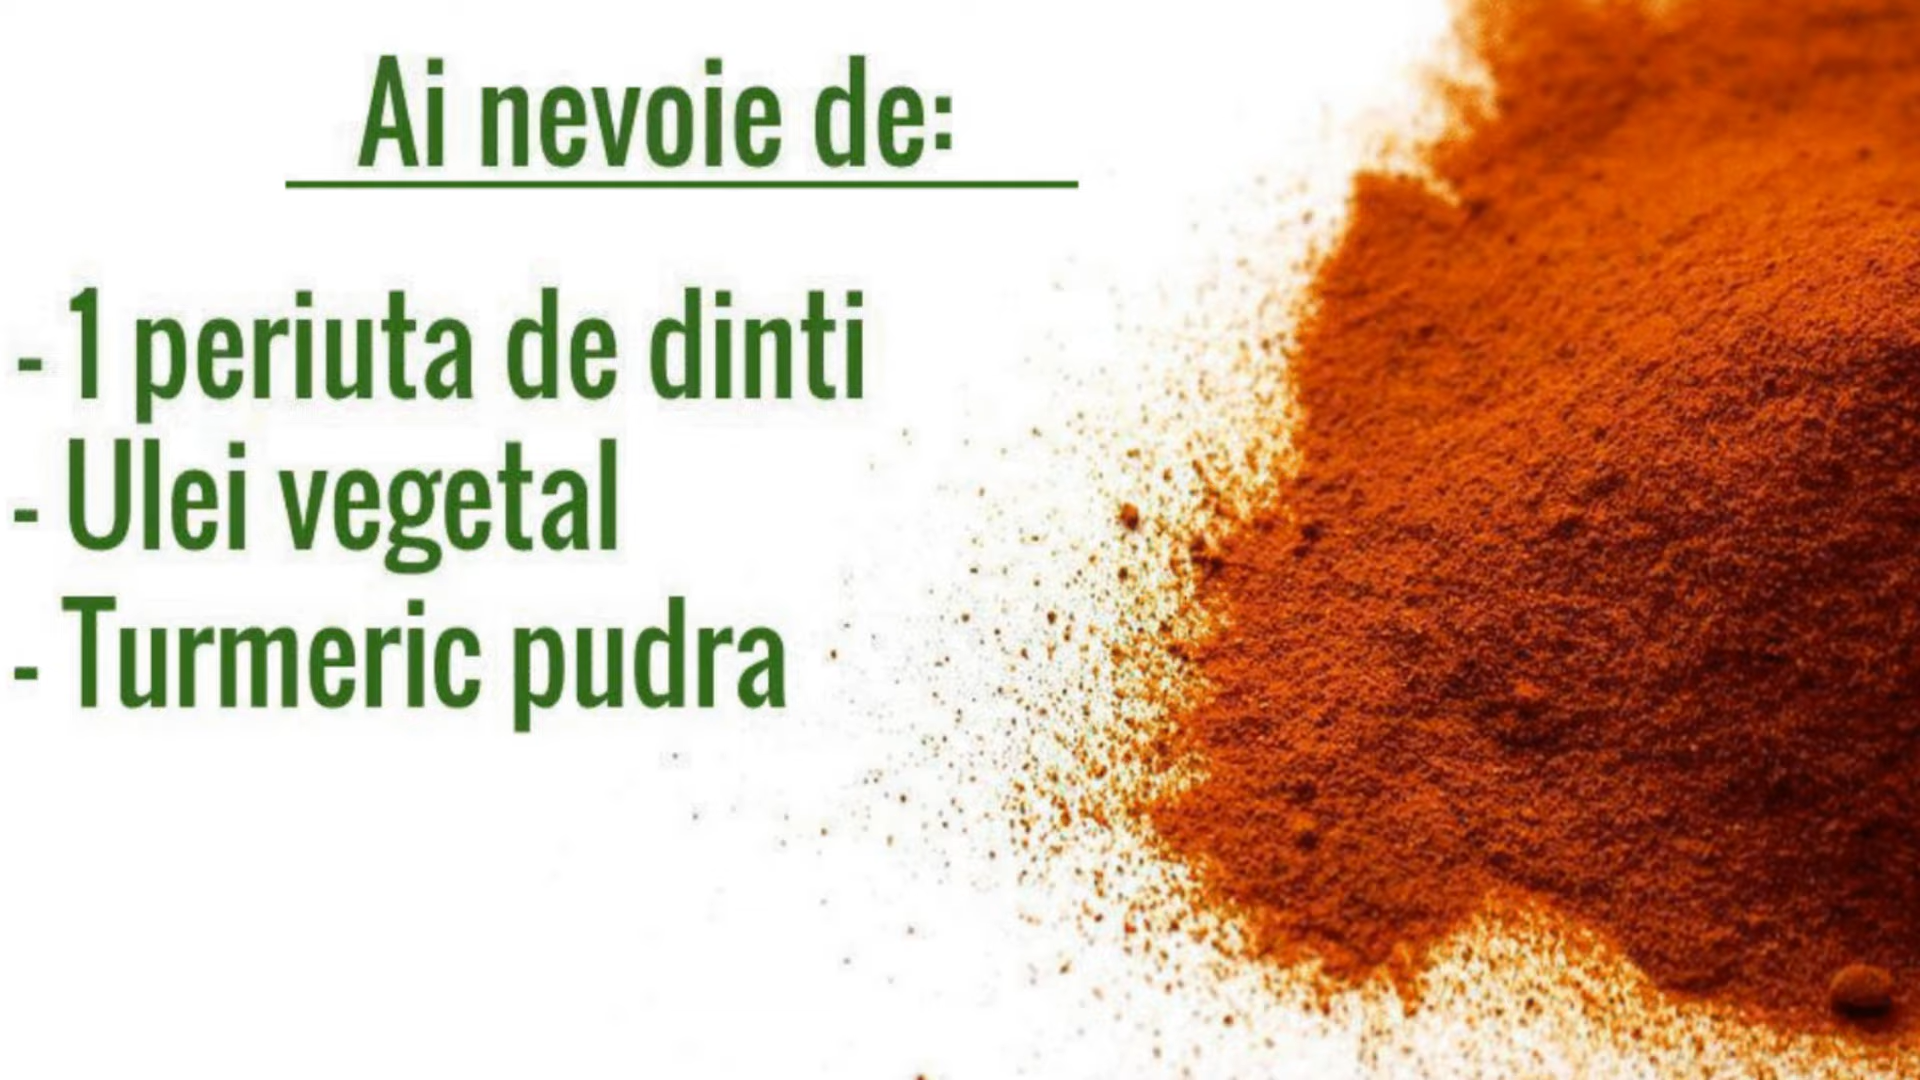 Ai nevoie de:
- 1 periuta de dinti
- Ulei vegetal
- Turmeric pudra